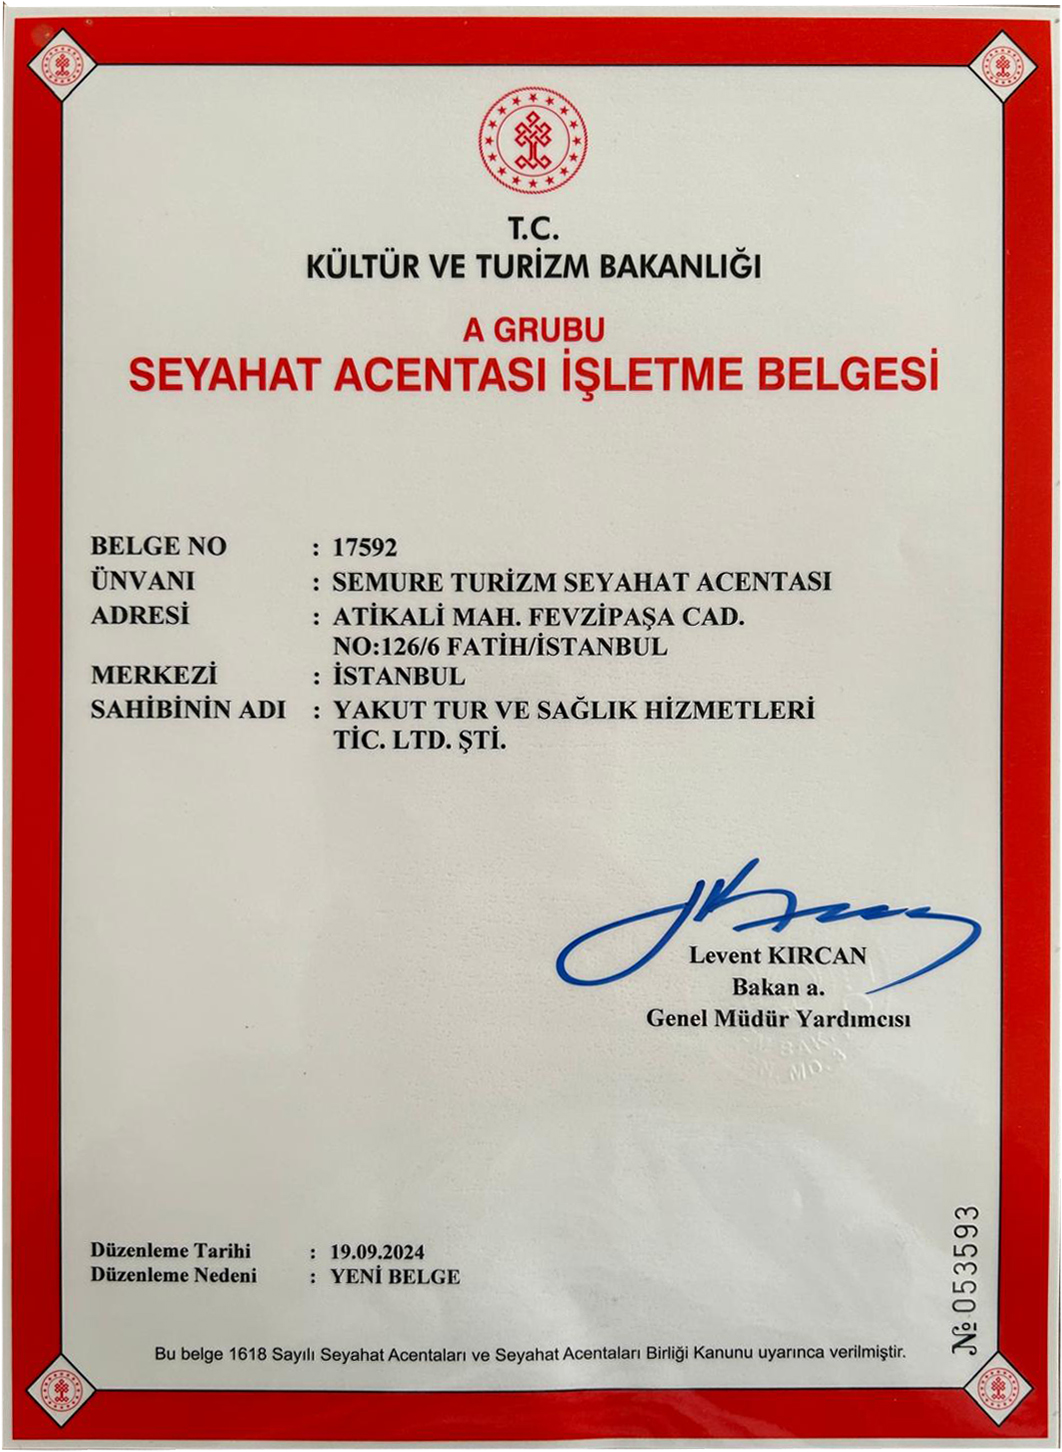 T.C.
KÜLTÜR VE TURİZM BAKANLIĞI
A GRUBU
SEYAHAT ACENTASI İŞLETME BELGESİ
BELGE NO : 17592
ÜNVANI : SEMURE TURİZM SEYAHAT ACENTASI
ADRESİ : ATİKALİ MAH. FEVZİPAŞA CAD.
NO:126/6 FATİH/İSTANBUL
MERKEZİ : İSTANBUL
SAHİBİNİN ADI : YAKUT TUR VE SAĞLIK HİZMETLERİ
TİC. LTD. ŞTİ.
Levent KIRCAN
Bakan a.
Genel Müdür Yardımcısı
Düzenleme Tarihi : 19.09.2024
Düzenleme Nedeni : YENİ BELGE
№ 053593
Bu belge 1618 Sayılı Seyahat Acentaları ve Seyahat Acentaları Birliği Kanunu uyarınca verilmiştir.